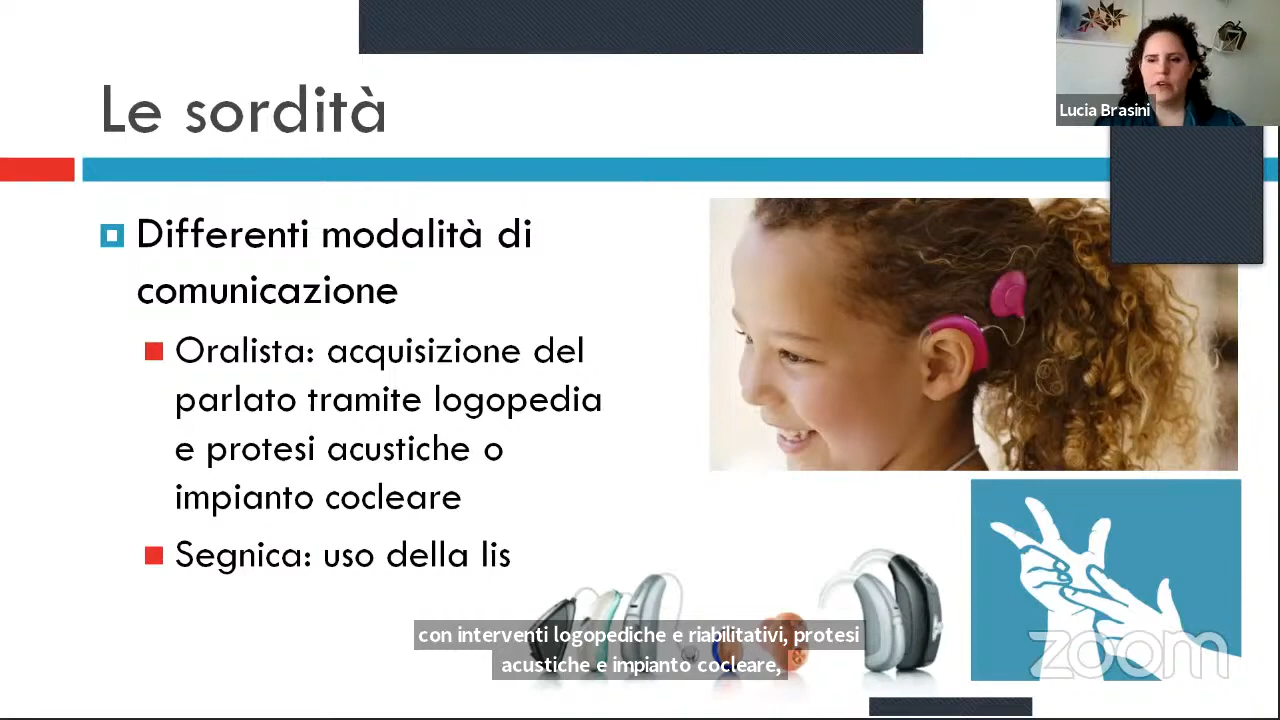 Le sordità
Lucia Brasini
Differenti modalità di
comunicazione
Oralista: acquisizione del
parlato tramite logopedia
e protesi acustiche o
impianto cocleare
Segnica: uso della lis
con interventi logopediche e riabilitativi, protesi
acustiche e impianto cocleare,
zoom